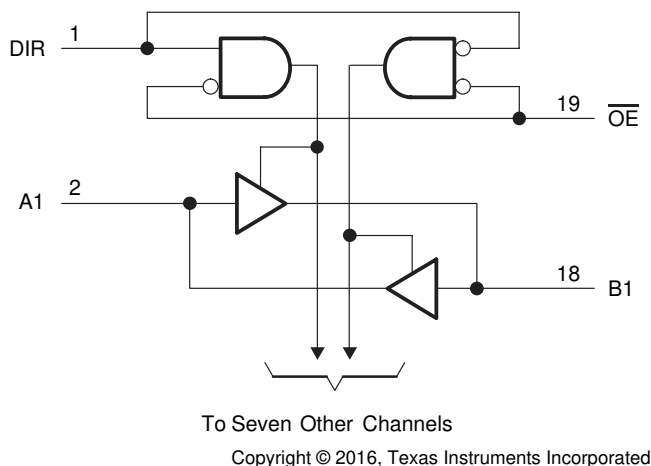 DIR 1
19 OE
A1 2
18 B1
To Seven Other Channels
Copyright © 2016, Texas Instruments Incorporated